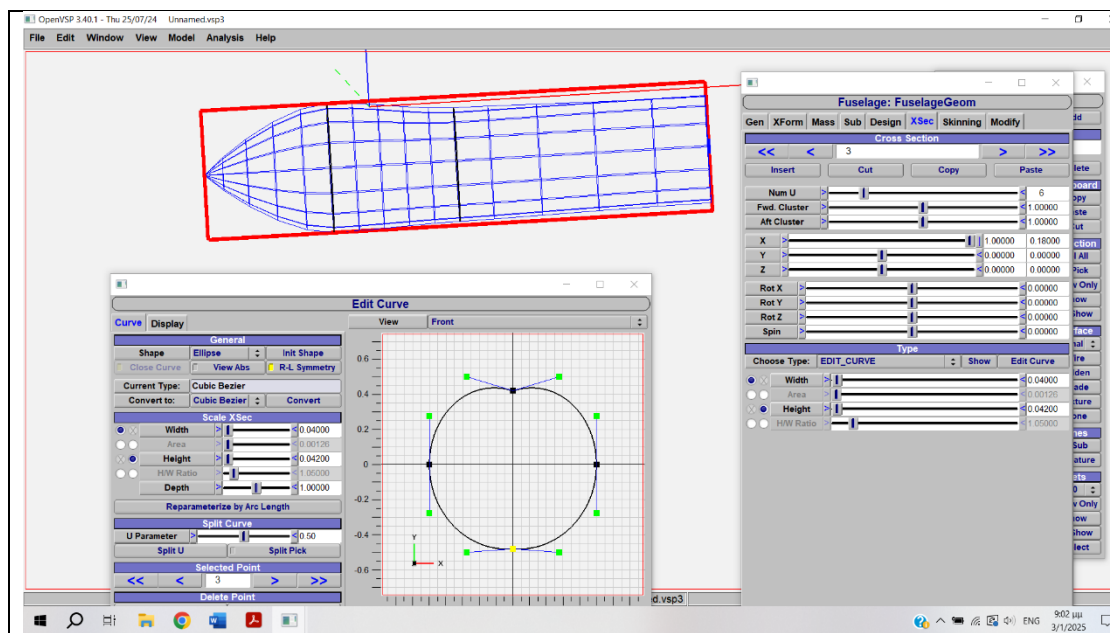 OpenVSP 3.40.1 - Thu 25/07/24 Unnamed.vsp3
File Edit Window View Model Analysis Help
Fuselage: FuselageGeom
Gen XForm Mass Sub Design XSec Skinning Modify
Cross Section
<< < 3 > >>
Insert Cut Copy Paste
Num U > < 6
Fwd. Cluster > < 1.00000
Aft Cluster > < 1.00000
X > 1.00000 0.18000
Y > < 0.00000 0.00000
Z > < 0.00000 0.00000
Rot X > < 0.00000
Rot Y > < 0.00000
Rot Z > < 0.00000
Spin > < 0.00000
Type
Choose Type: EDIT_CURVE Show Edit Curve
Width > < 0.04000
Area > < 0.00126
Height > < 0.04200
H/W Ratio > < 1.05000
Edit Curve
Curve Display
View Front
General
Shape Ellipse Init Shape
Close Curve View Abs R-L Symmetry
Current Type: Cubic Bezier
Convert to: Cubic Bezier Convert
Scale XSec
Width > < 0.04000
Area > < 0.00126
Height > < 0.04200
H/W Ratio > < 1.05000
Depth > < 1.00000
Reparameterize by Arc Length
Split Curve
U Parameter > < 0.50
Split U Split Pick
Selected Point
<< < 3 > >>
Delete Point
0.6
0.4
0.2
0
-0.2
-0.4
-0.6
Y
X
d.vsp3
ENG
9:02 μμ
3/1/2025